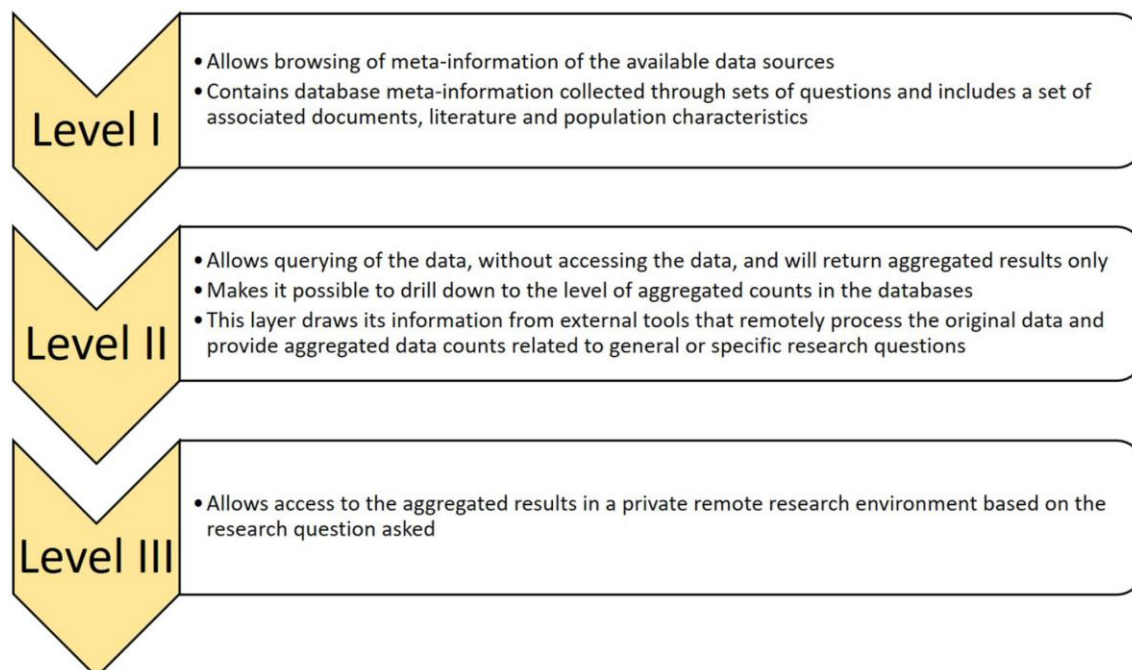 Level I
•Allows browsing of meta-information of the available data sources
•Contains database meta-information collected through sets of questions and includes a set of
associated documents, literature and population characteristics
Level II
•Allows querying of the data, without accessing the data, and will return aggregated results only
•Makes it possible to drill down to the level of aggregated counts in the databases
•This layer draws its information from external tools that remotely process the original data and
provide aggregated data counts related to general or specific research questions
Level III
•Allows access to the aggregated results in a private remote research environment based on the
research question asked